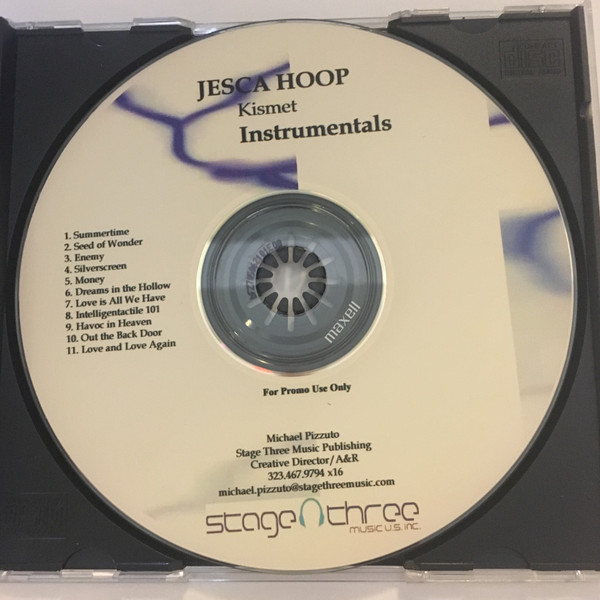 JESCA HOOP
Kismet
Instrumentals
1. Summertime
2. Seed of Wonder
3. Enemy
4. Silverscreen
5. Money
6. Dreams in the Hollow
7. Love is All We Have
8. Intelligentactile 101
9. Havoc in Heaven
10. Out the Back Door
11. Love and Love Again
maxell
For Promo Use Only
Michael Pizzuto
Stage Three Music Publishing
Creative Director/A&R
323.467.9794 x16
michael.pizzuto@stagethreemusic.com
stage three
MUSIC U.S. INC.